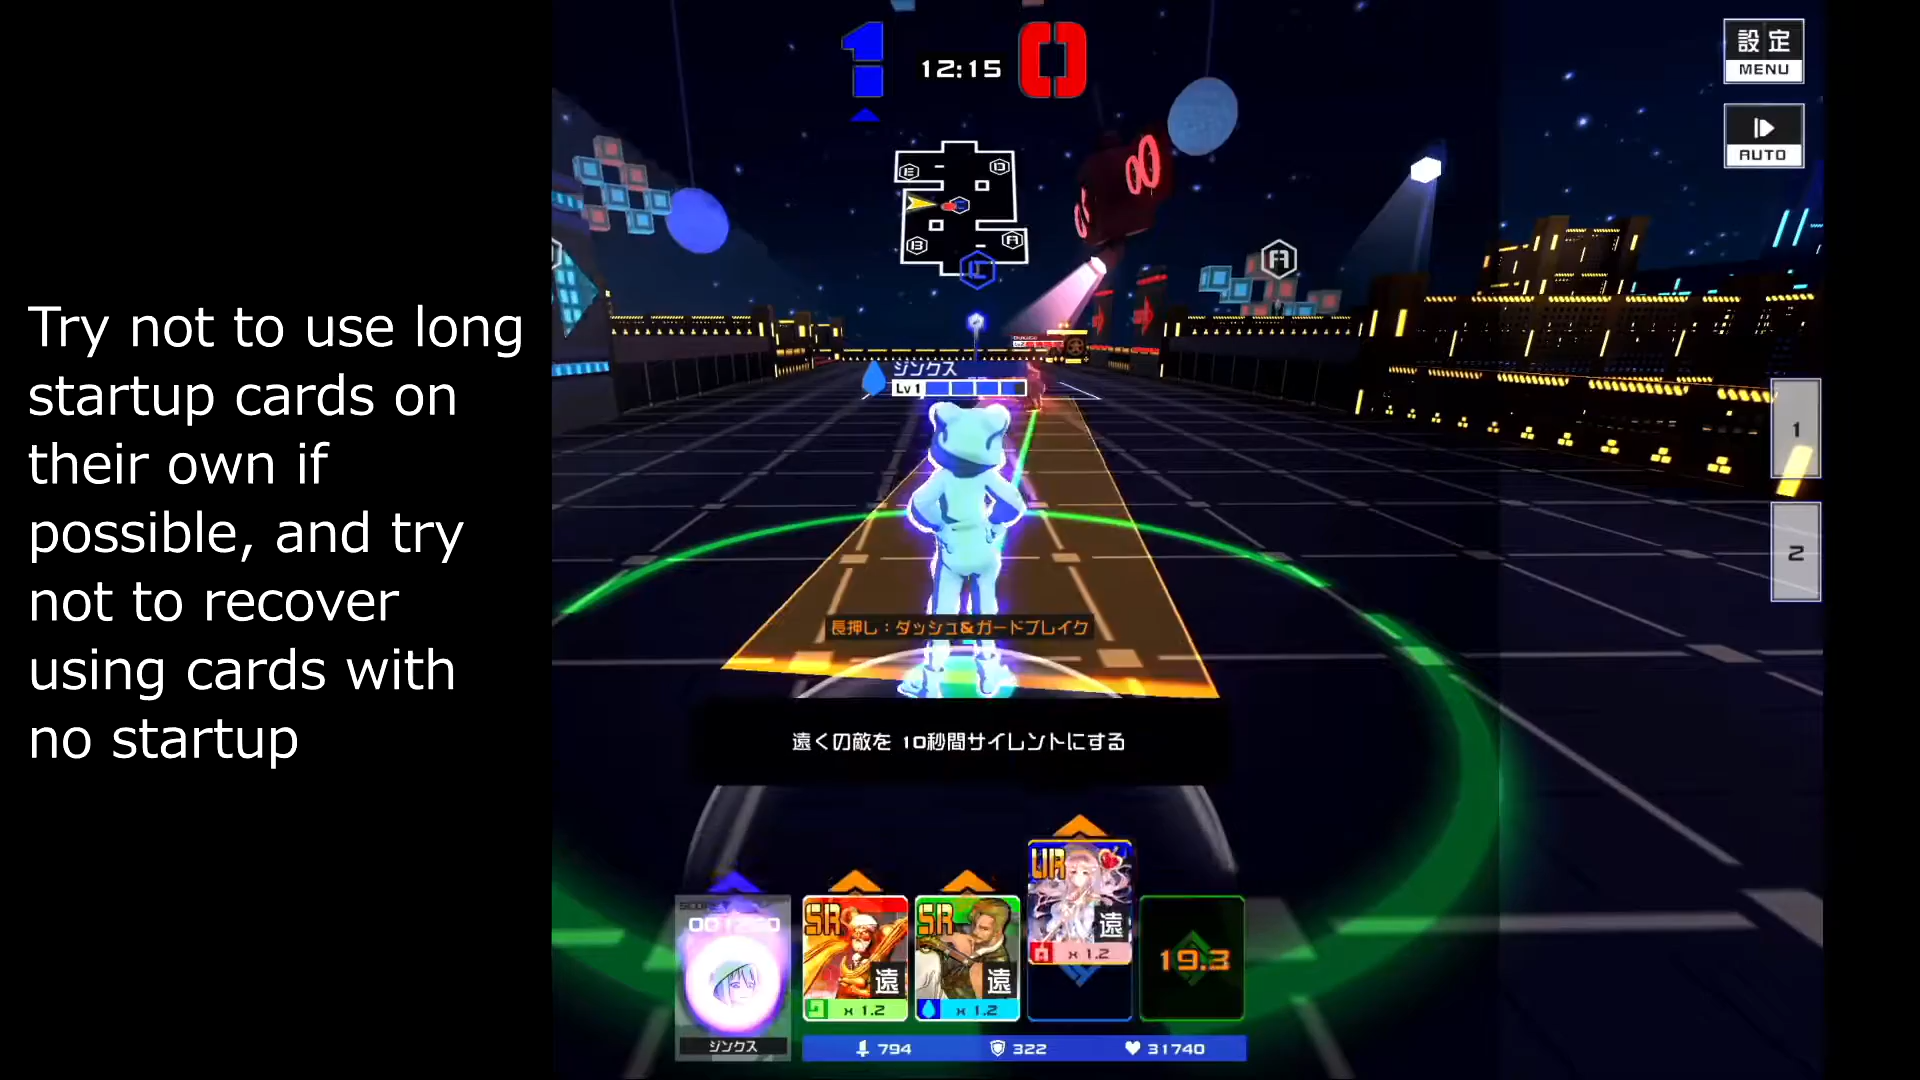 Try not to use long
startup cards on
their own if
possible, and try
not to recover
using cards with
no startup
1
12:15
0
設定
MENU
AUTO
E
D
C
B
A
A
00
ジンクス
Lv 1
1
2
長押し：ダッシュ&ガードブレイク
遠くの敵を 10秒間サイレントにする
SR
遠
x 1.2
SR
遠
x 1.2
UR
遠
x 1.2
19.3
ジンクス
794
322
31740